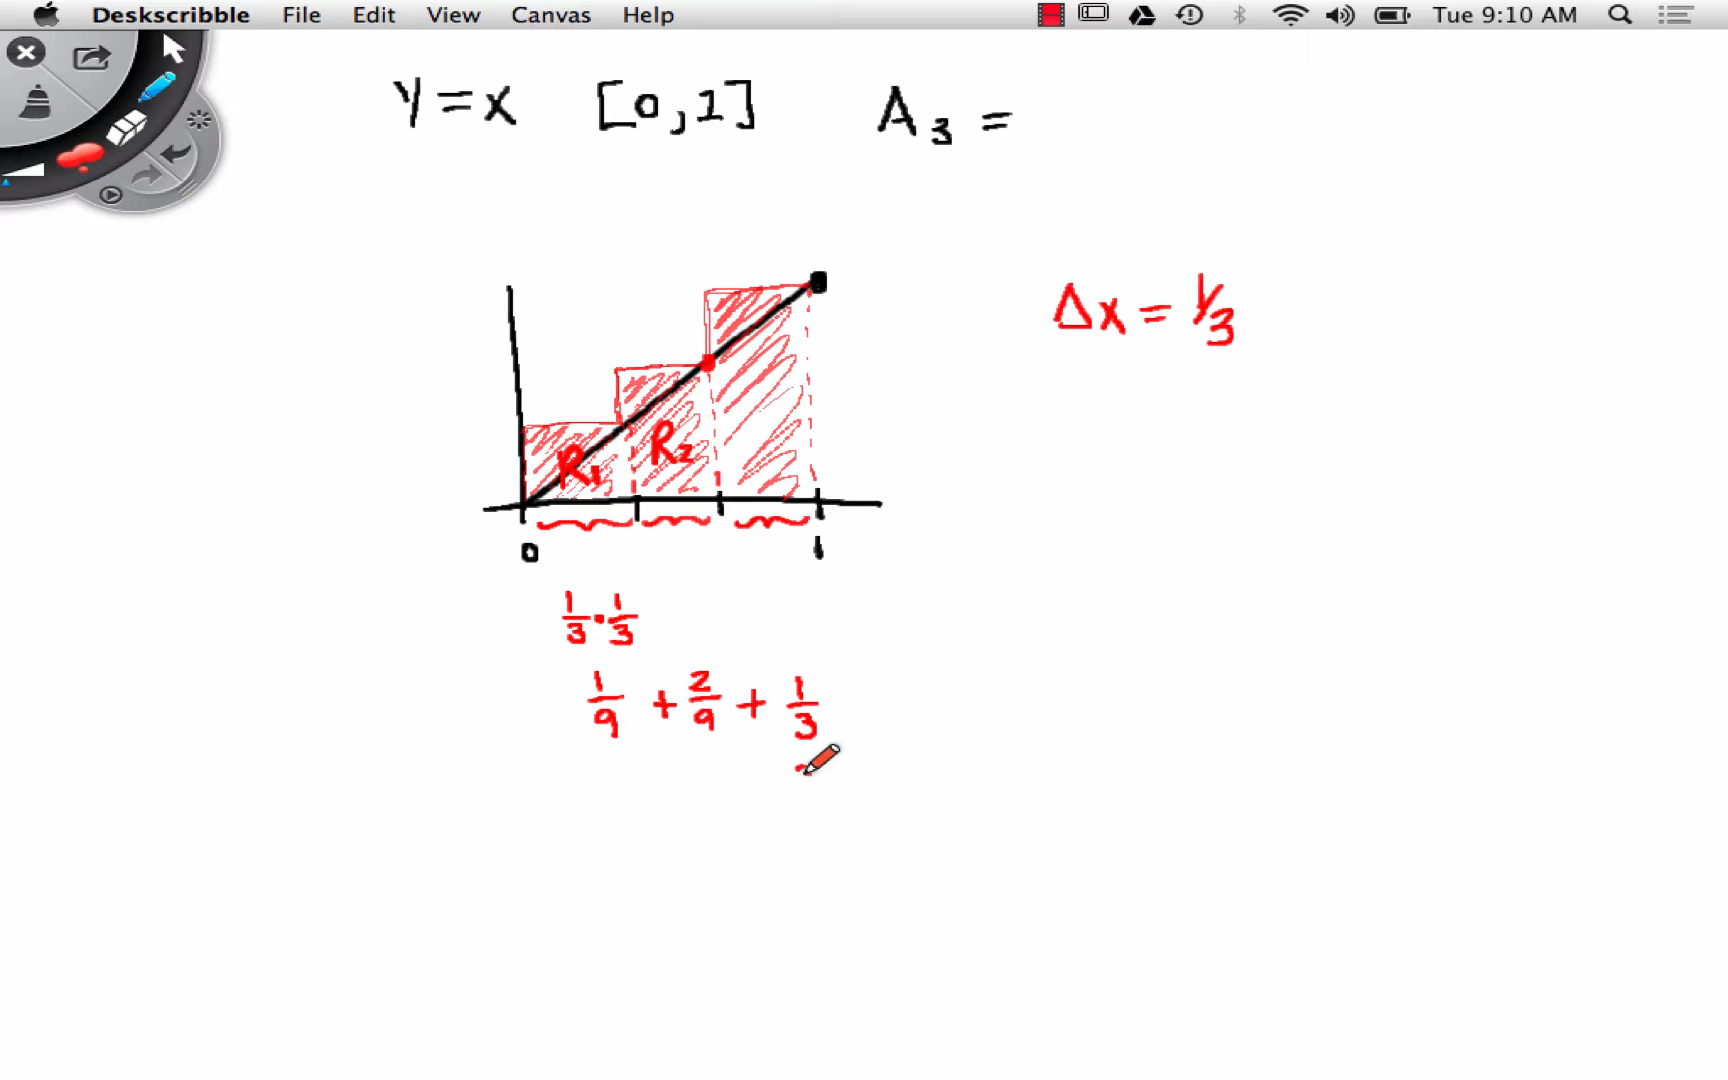 Deskscribble File Edit View Canvas Help Tue 9:10 AM
Y = X [0,1] A₃ =
Δx = 1/3
R₁ R₂
0 1
1/3 · 1/3
1/9 + 2/9 + 1/3